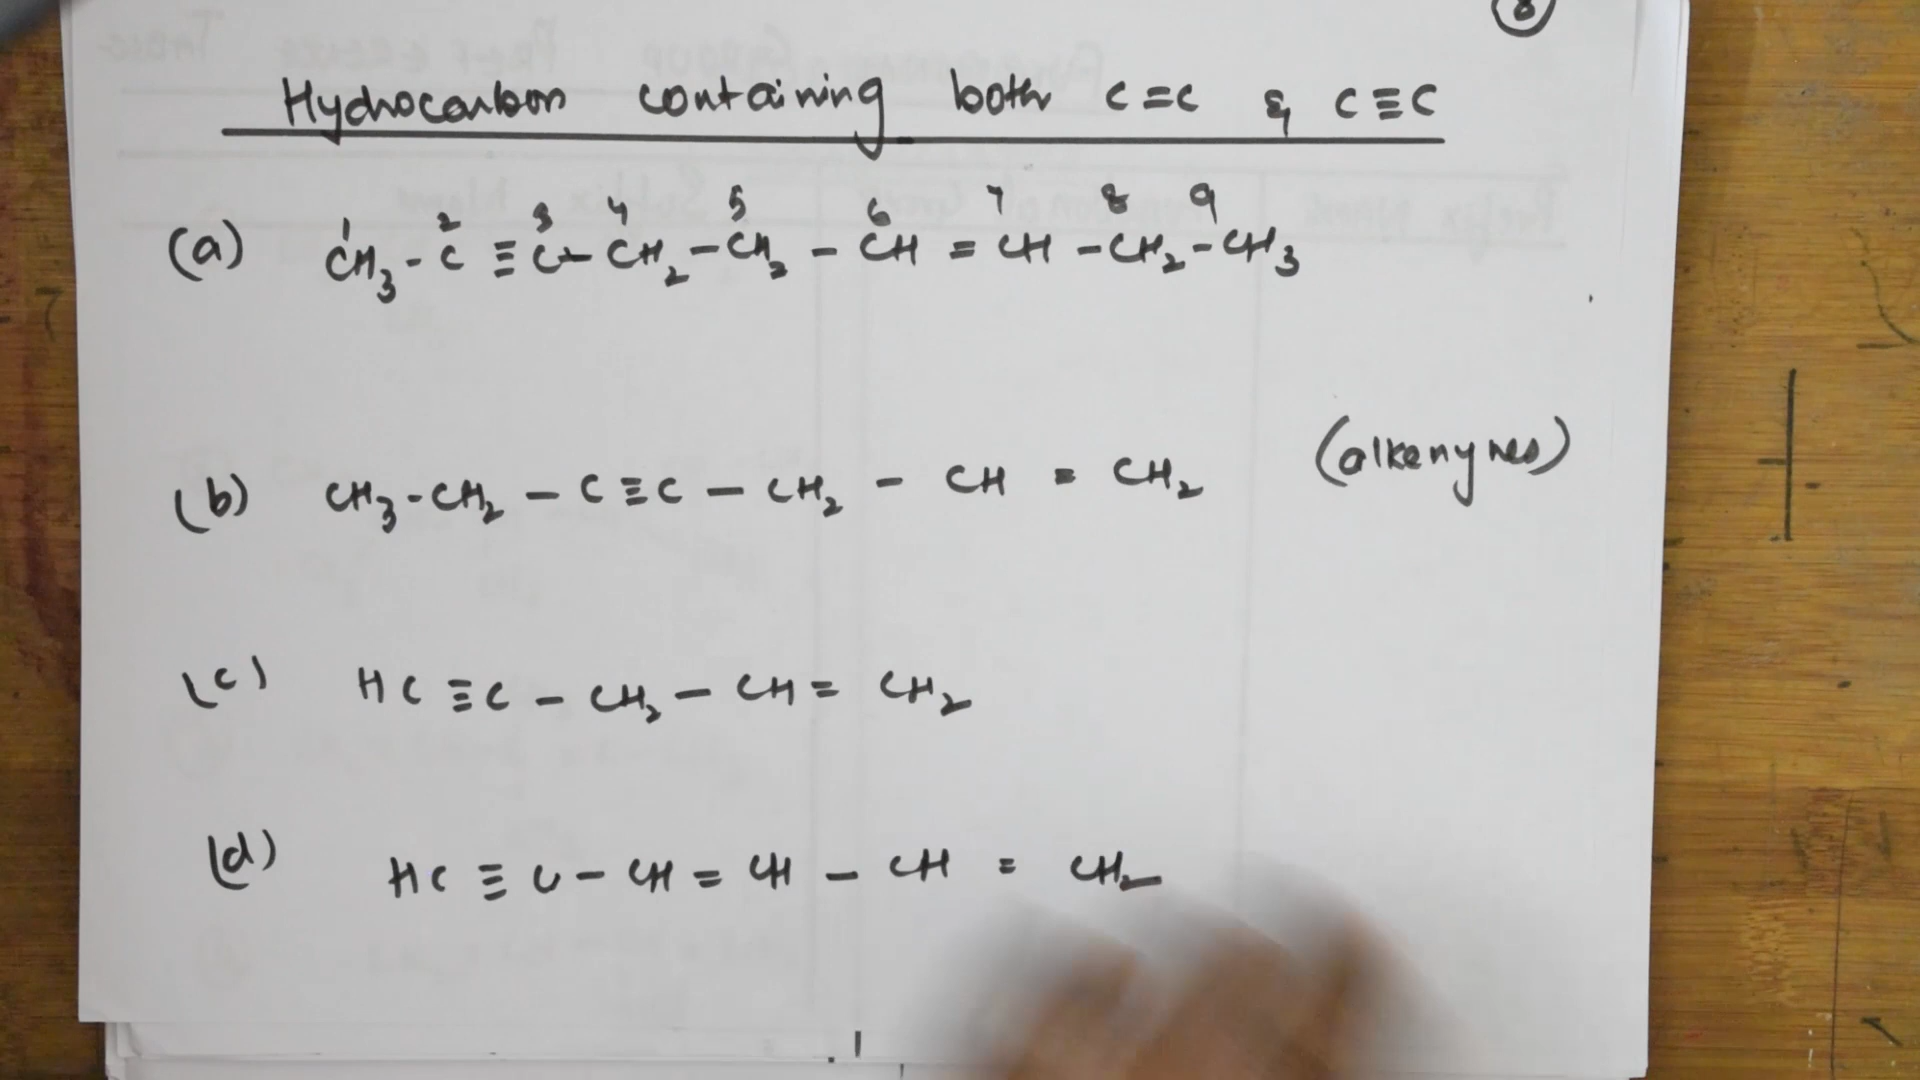 8
Hydrocarbon containing both C=C & C≡C
1 2 3 4 5 6 7 8 9
(a) CH3-C≡C-CH2-CH2-CH=CH-CH2-CH3
(alkenynes)
(b) CH3-CH2-C≡C-CH2-CH=CH2
(c) HC≡C-CH2-CH=CH2
(d) HC≡C-CH=CH-CH=CH2